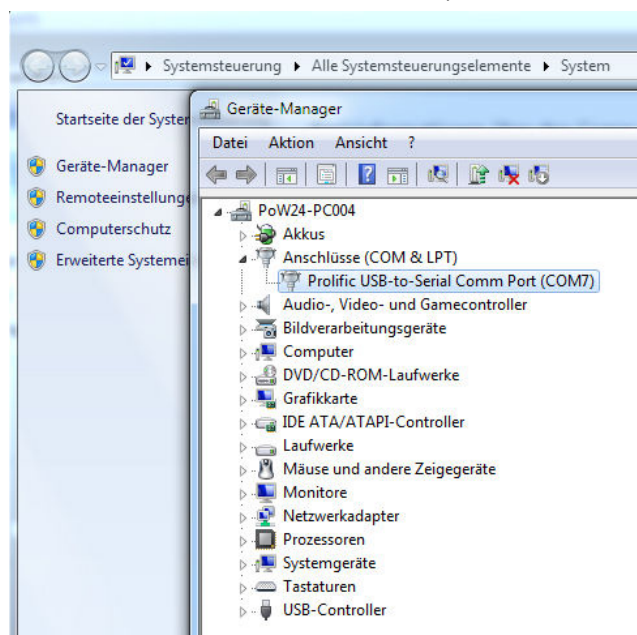 Systemsteuerung Alle Systemsteuerungselemente System
Startseite der Syster
Geräte-Manager
Remoteeinstellunge
Computerschutz
Erweiterte Systemei
Geräte-Manager
Datei Aktion Ansicht ?
PoW24-PC004
Akkus
Anschlüsse (COM & LPT)
Prolific USB-to-Serial Comm Port (COM7)
Audio-, Video- und Gamecontroller
Bildverarbeitungsgeräte
Computer
DVD/CD-ROM-Laufwerke
Grafikkarte
IDE ATA/ATAPI-Controller
Laufwerke
Mäuse und andere Zeigegeräte
Monitore
Netzwerkadapter
Prozessoren
Systemgeräte
Tastaturen
USB-Controller